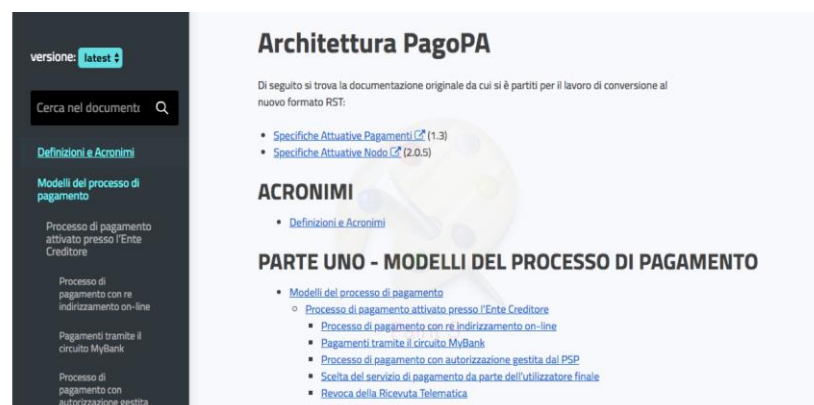 versione: latest
Cerca nel documento
Definizioni e Acronimi
Modelli del processo di
pagamento
Processo di pagamento
attivato presso l'Ente
Creditore
Processo di
pagamento con re
indirizzamento on-line
Pagamenti tramite il
circuito MyBank
Processo di
pagamento con
autorizzazione gestita
Architettura PagoPA
Di seguito si trova la documentazione originale da cui si è partiti per il lavoro di conversione al
nuovo formato RST:
Specifiche Attuative Pagamenti (1.3)
Specifiche Attuative Nodo (2.0.5)
ACRONIMI
Definizioni e Acronimi
PARTE UNO - MODELLI DEL PROCESSO DI PAGAMENTO
Modelli del processo di pagamento
Processo di pagamento attivato presso l'Ente Creditore
Processo di pagamento con re indirizzamento on-line
Pagamenti tramite il circuito MyBank
Processo di pagamento con autorizzazione gestita dal PSP
Scelta del servizio di pagamento da parte dell'utilizzatore finale
Revoca della Ricevuta Telematica